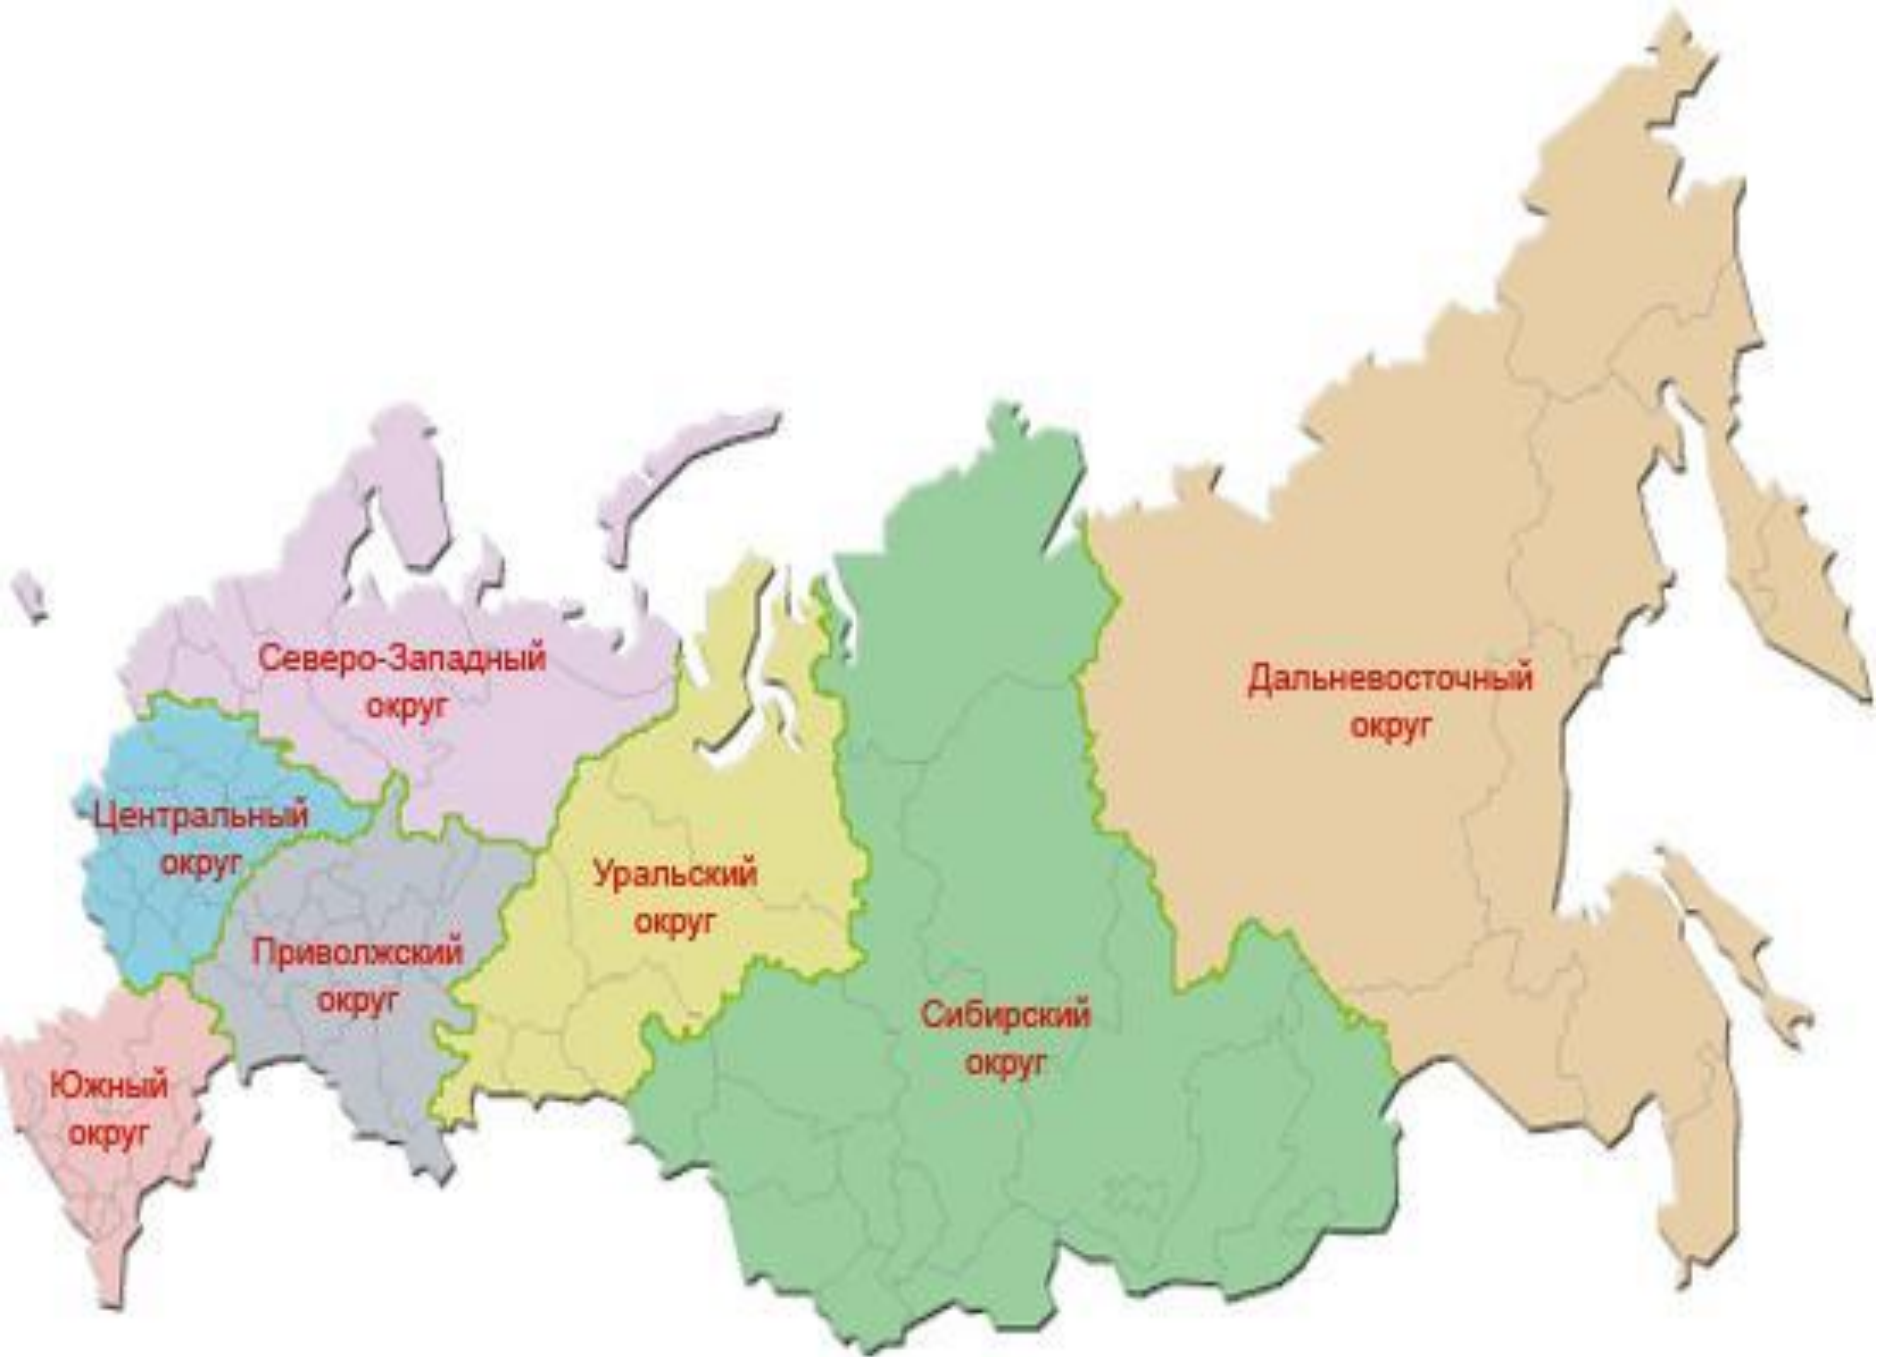 Северо-Западный
округ
Дальневосточный
округ
Центральный
округ
Уральский
округ
Приволжский
округ
Сибирский
округ
Южный
округ